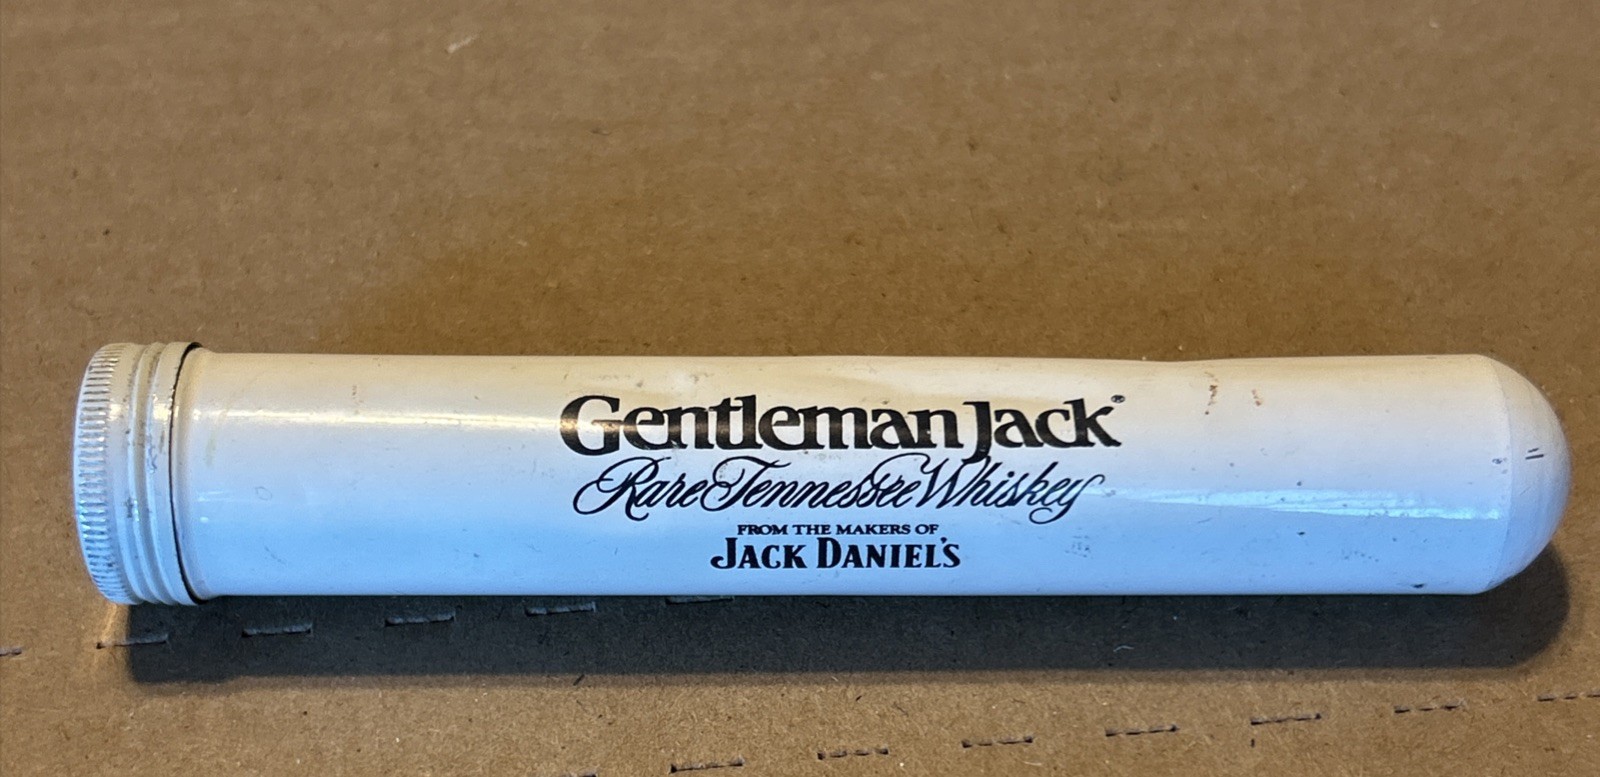 Gentleman Jack®
Rare Tennessee Whiskey
FROM THE MAKERS OF
JACK DANIEL'S